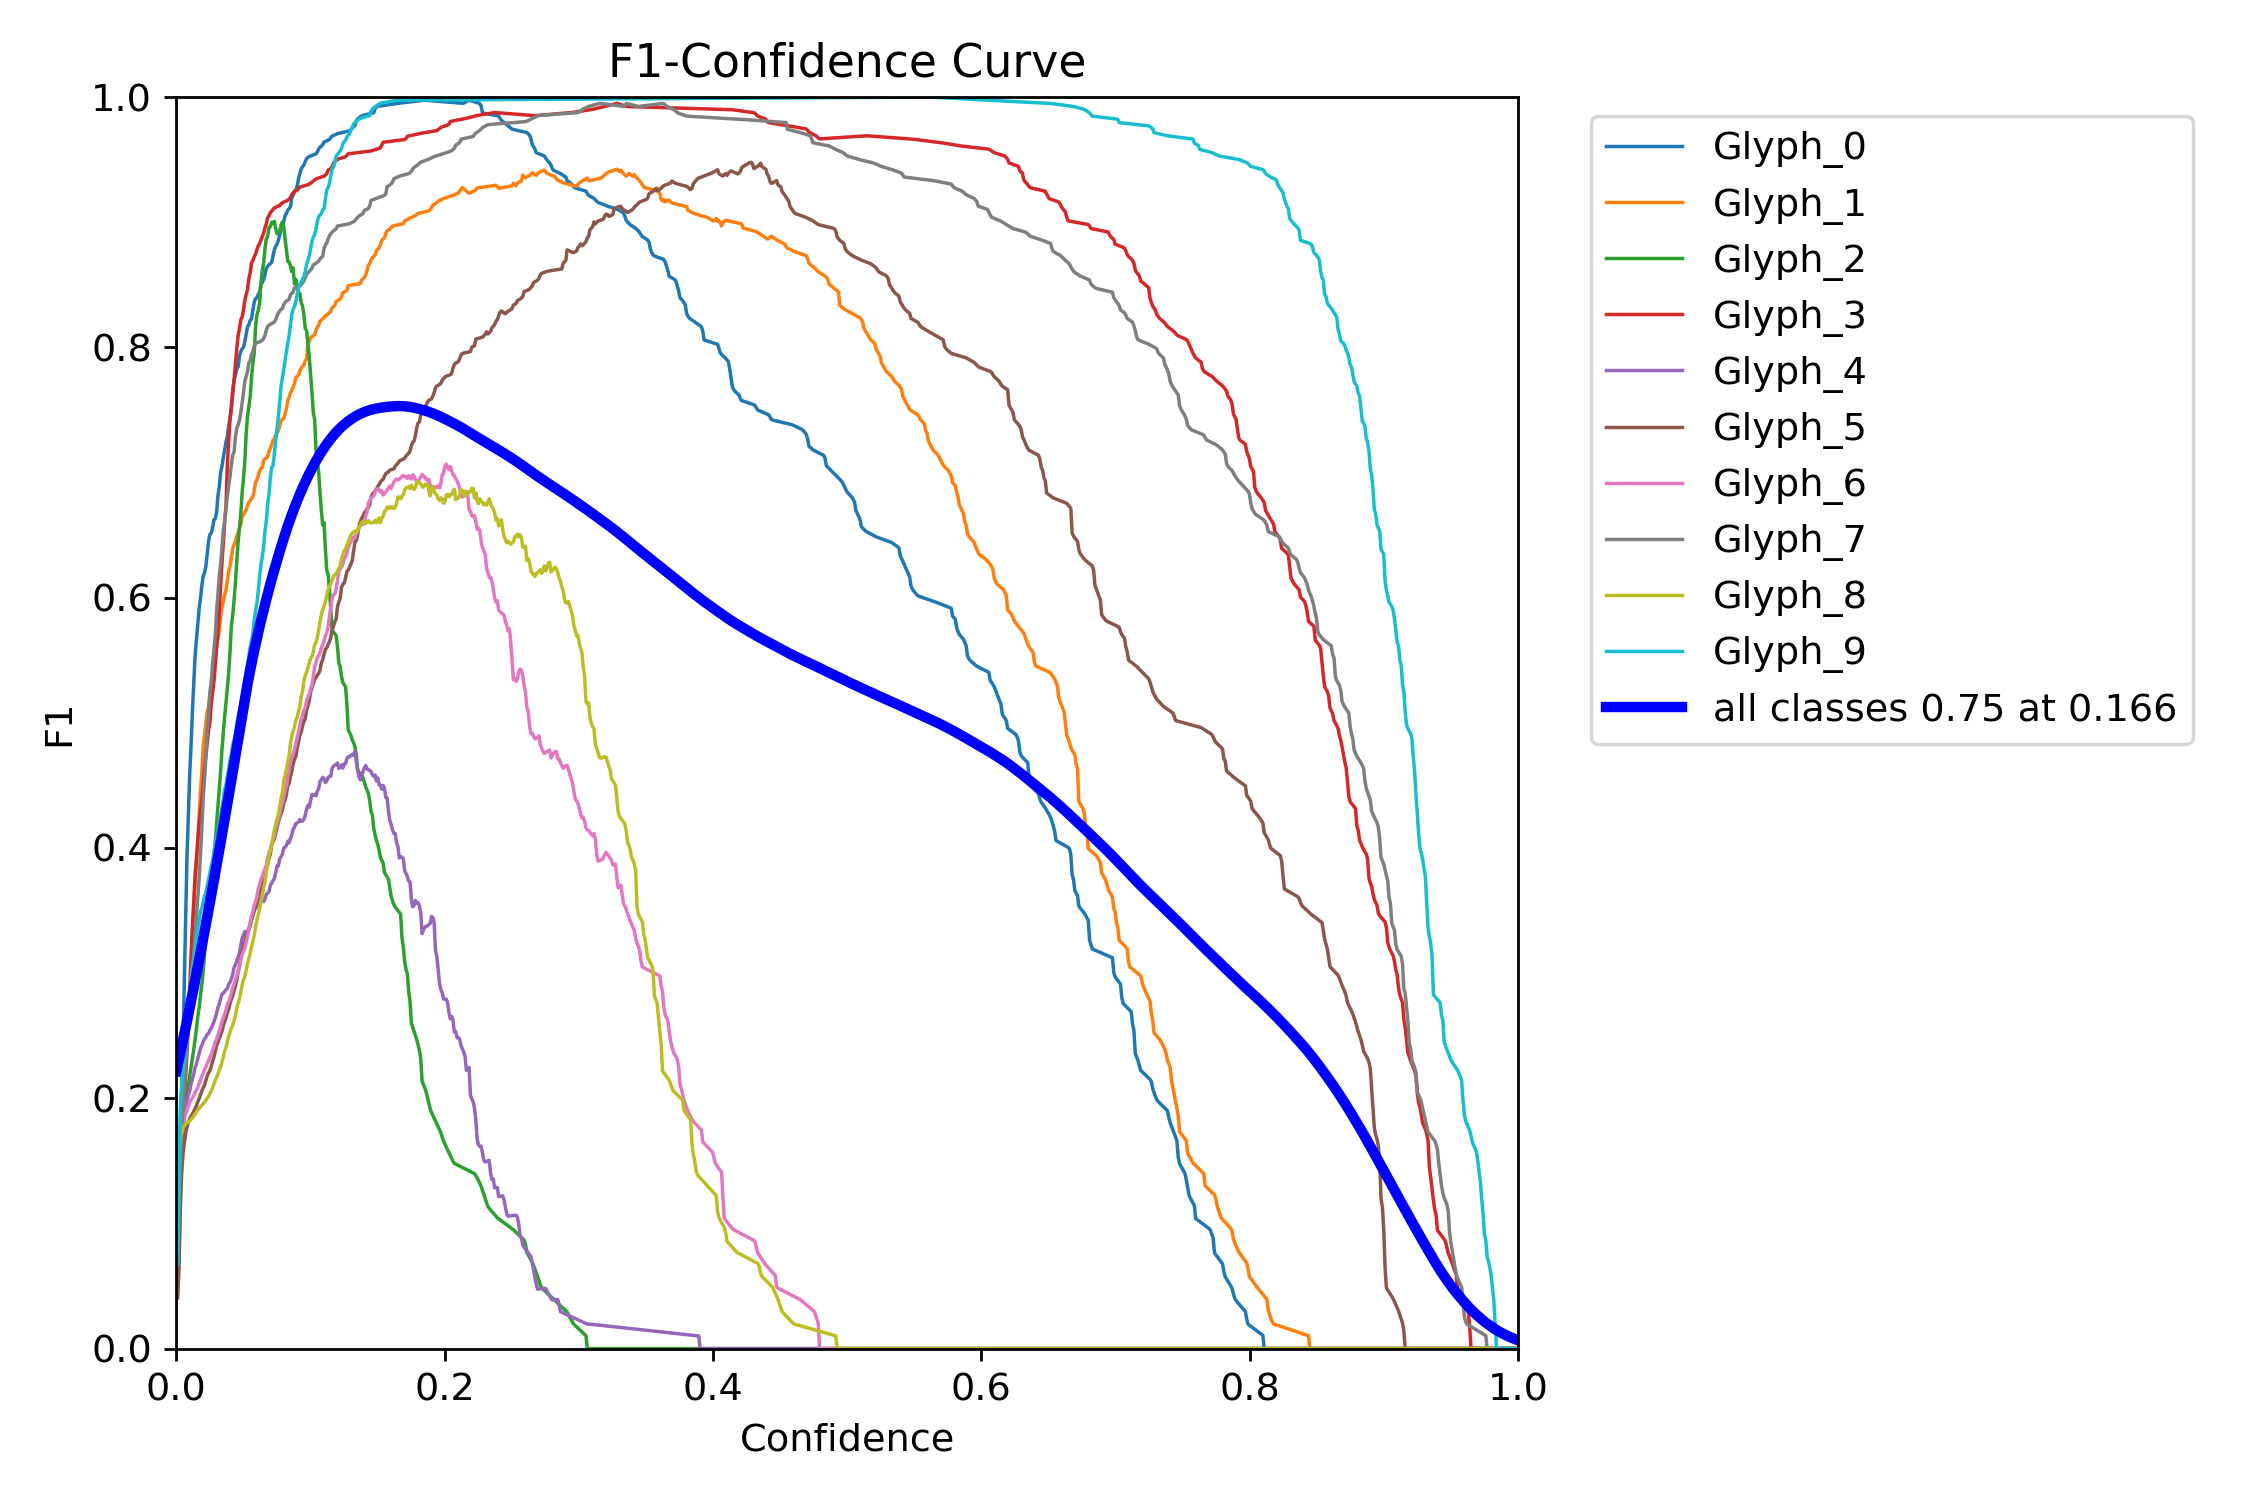 F1-Confidence Curve
1.0
0.8
0.6
0.4
0.2
0.0
F1
0.0 0.2 0.4 0.6 0.8 1.0
Confidence
Glyph_0
Glyph_1
Glyph_2
Glyph_3
Glyph_4
Glyph_5
Glyph_6
Glyph_7
Glyph_8
Glyph_9
all classes 0.75 at 0.166